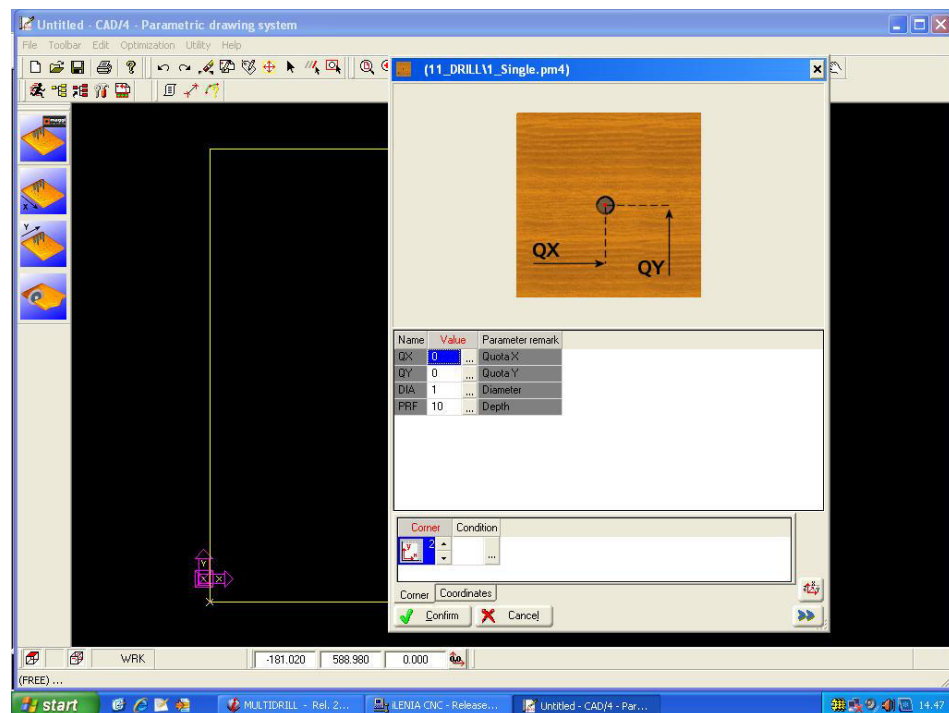 Untitled - CAD/4 - Parametric drawing system
File Toolbar Edit Optimization Utility Help
(11_DRILL\1_Single.pm4)
maggi
X
Y
QX
QY
Name Value Parameter remark
QX 0 ... Quota X
QY 0 ... Quota Y
DIA 1 ... Diameter
PRF 10 ... Depth
Corner Condition
2 ...
Corner Coordinates
Confirm Cancel
Y
X X
WRK -181.020 588.980 0.000
(FREE) ...
start MULTIDRILL - Rel. 2... iLENIA CNC - Release... Untitled - CAD/4 - Par... 14.47